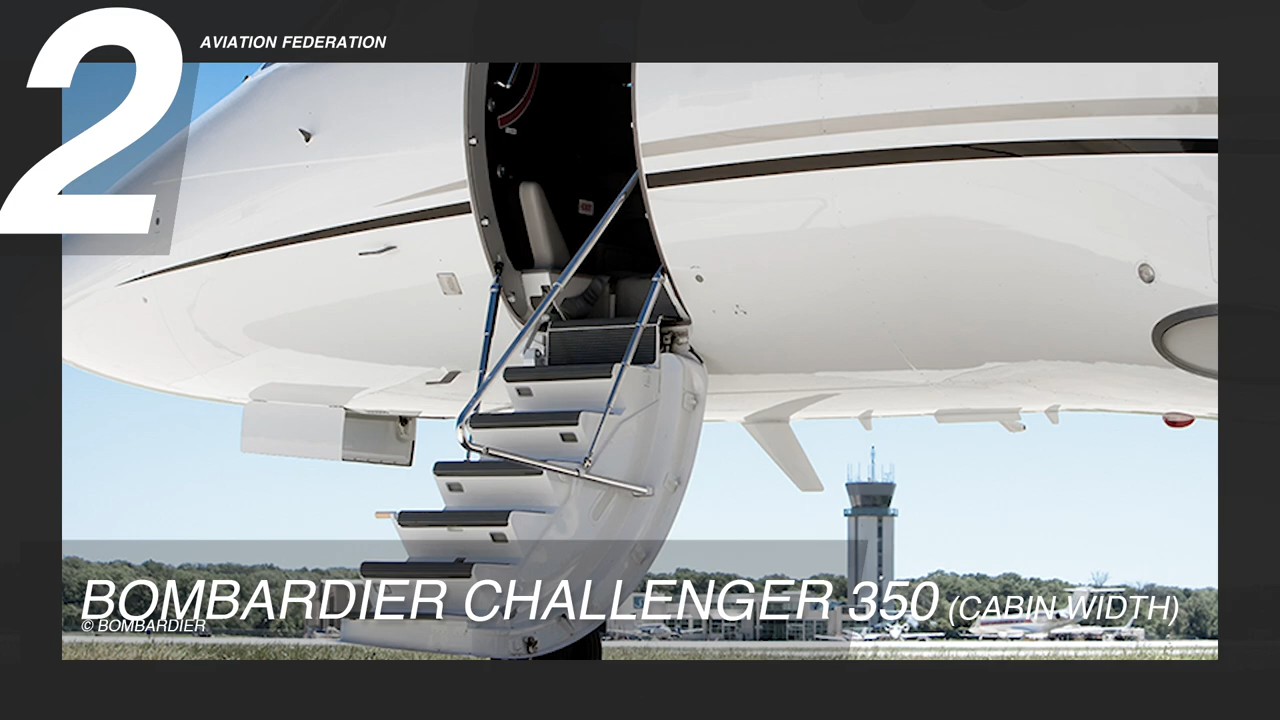 2
AVIATION FEDERATION
BOMBARDIER CHALLENGER 350 (CABIN WIDTH)
© BOMBARDIER